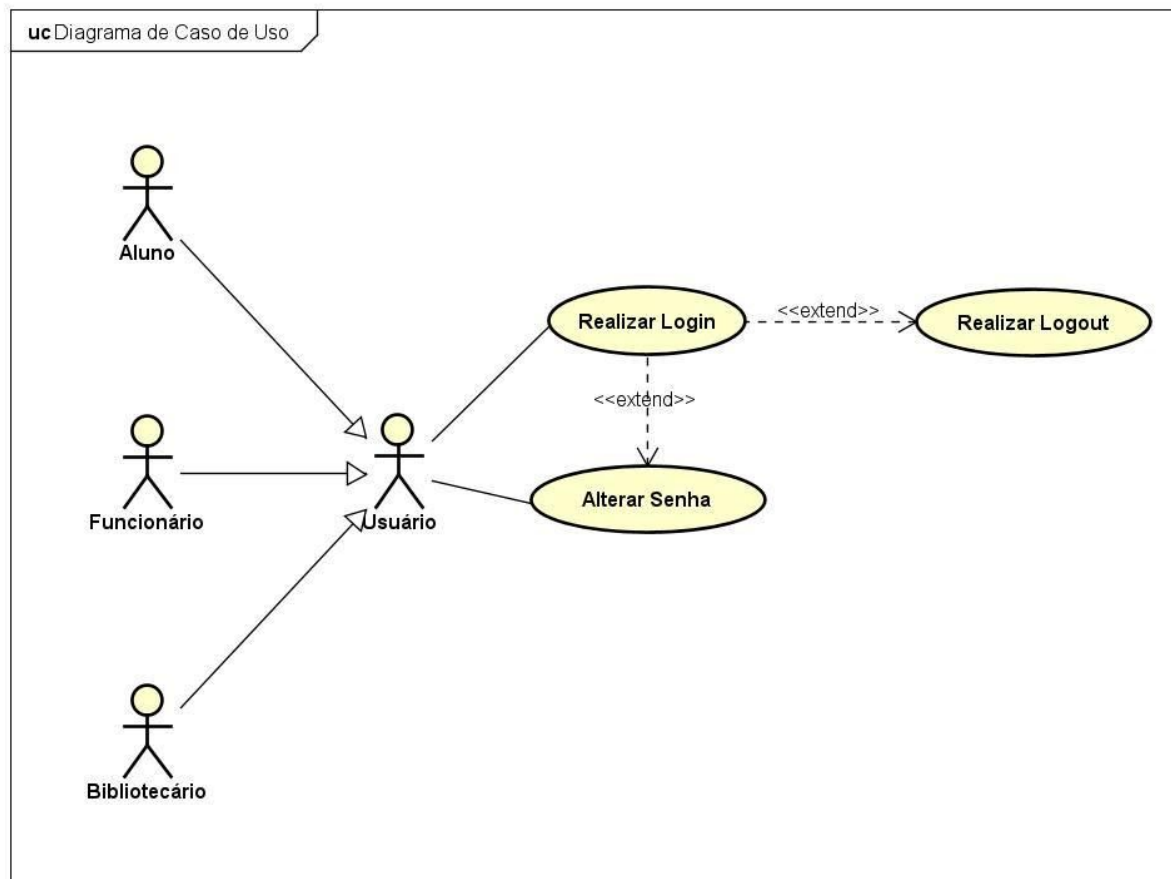 uc Diagrama de Caso de Uso
Aluno
Realizar Login
<<extend>>
Realizar Logout
<<extend>>
Funcionário
Usuário
Alterar Senha
Bibliotecário